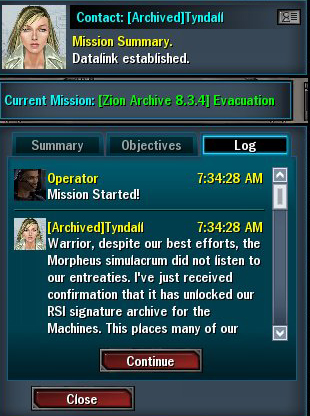 Contact: [Archived]Tyndall
Mission Summary.
Datalink established.
Current Mission: [Zion Archive 8.3.4] Evacuation
Summary Objectives Log
Operator 7:34:28 AM
Mission Started!
[Archived]Tyndall 7:34:28 AM
Warrior, despite our best efforts, the
Morpheus simulacrum did not listen to
our entreaties. I've just received
confirmation that it has unlocked our
RSI signature archive for the
Machines. This places many of our
Continue
Close